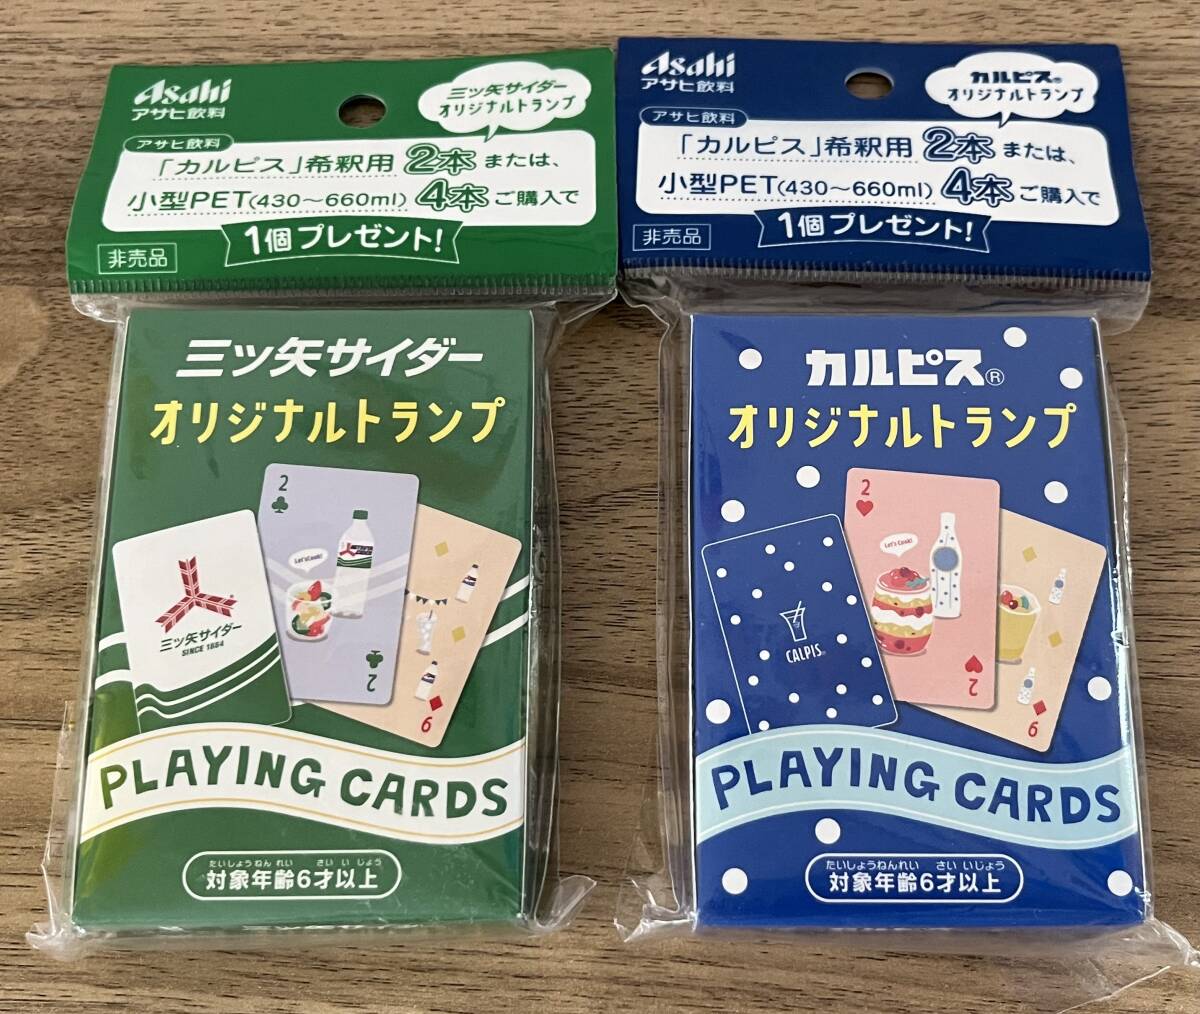 Asahi
アサヒ飲料
三ツ矢サイダー
オリジナルトランプ
アサヒ飲料
「カルピス」希釈用 2本 または、
小型PET(430～660ml) 4本 ご購入で
1個プレゼント!
非売品
三ツ矢サイダー
オリジナルトランプ
三ツ矢サイダー
SINCE 1884
2
Let's Cook!
2
6
PLAYING CARDS
たいしょうねんれい さいいじょう
対象年齢6才以上
Asahi
アサヒ飲料
カルピス®
オリジナルトランプ
アサヒ飲料
「カルピス」希釈用 2本 または、
小型PET(430～660ml) 4本 ご購入で
1個プレゼント!
非売品
カルピス®
オリジナルトランプ
CALPIS®
2
Let's Cook!
2
6
PLAYING CARDS
たいしょうねんれい さいいじょう
対象年齢6才以上